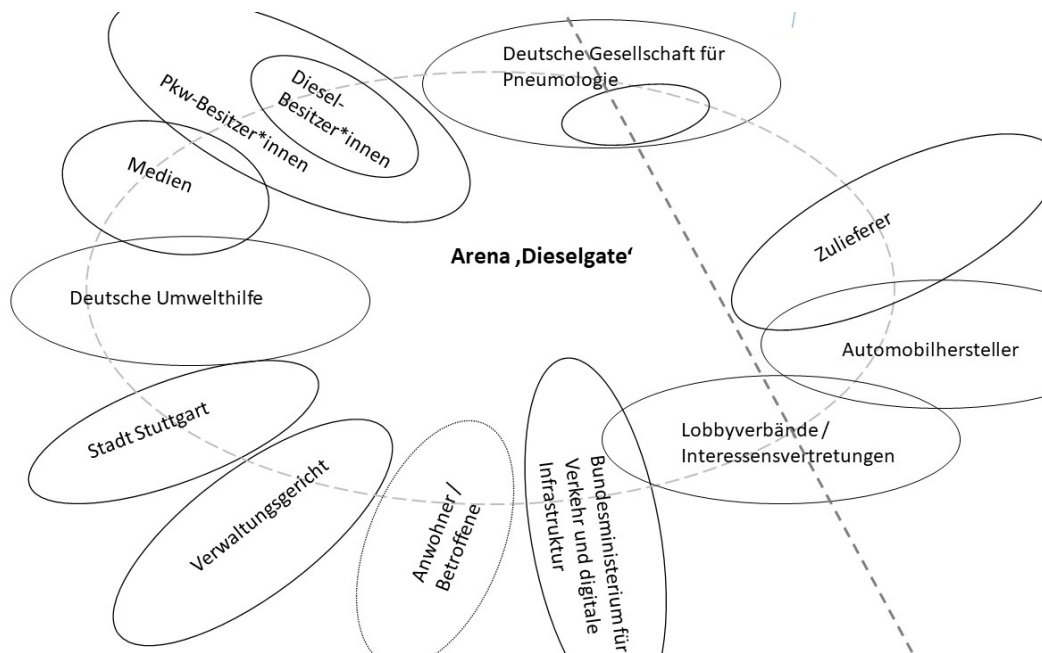 Deutsche Gesellschaft für
Pneumologie
Diesel-
Besitzer*innen
Pkw-Besitzer*innen
Medien
Zulieferer
Arena ‚Dieselgate‘
Deutsche Umwelthilfe
Automobilhersteller
Stadt Stuttgart
Lobbyverbände /
Interessensvertretungen
Verwaltungsgericht
Anwohner /
Betroffene
Bundesministerium für
Verkehr und digitale
Infrastruktur